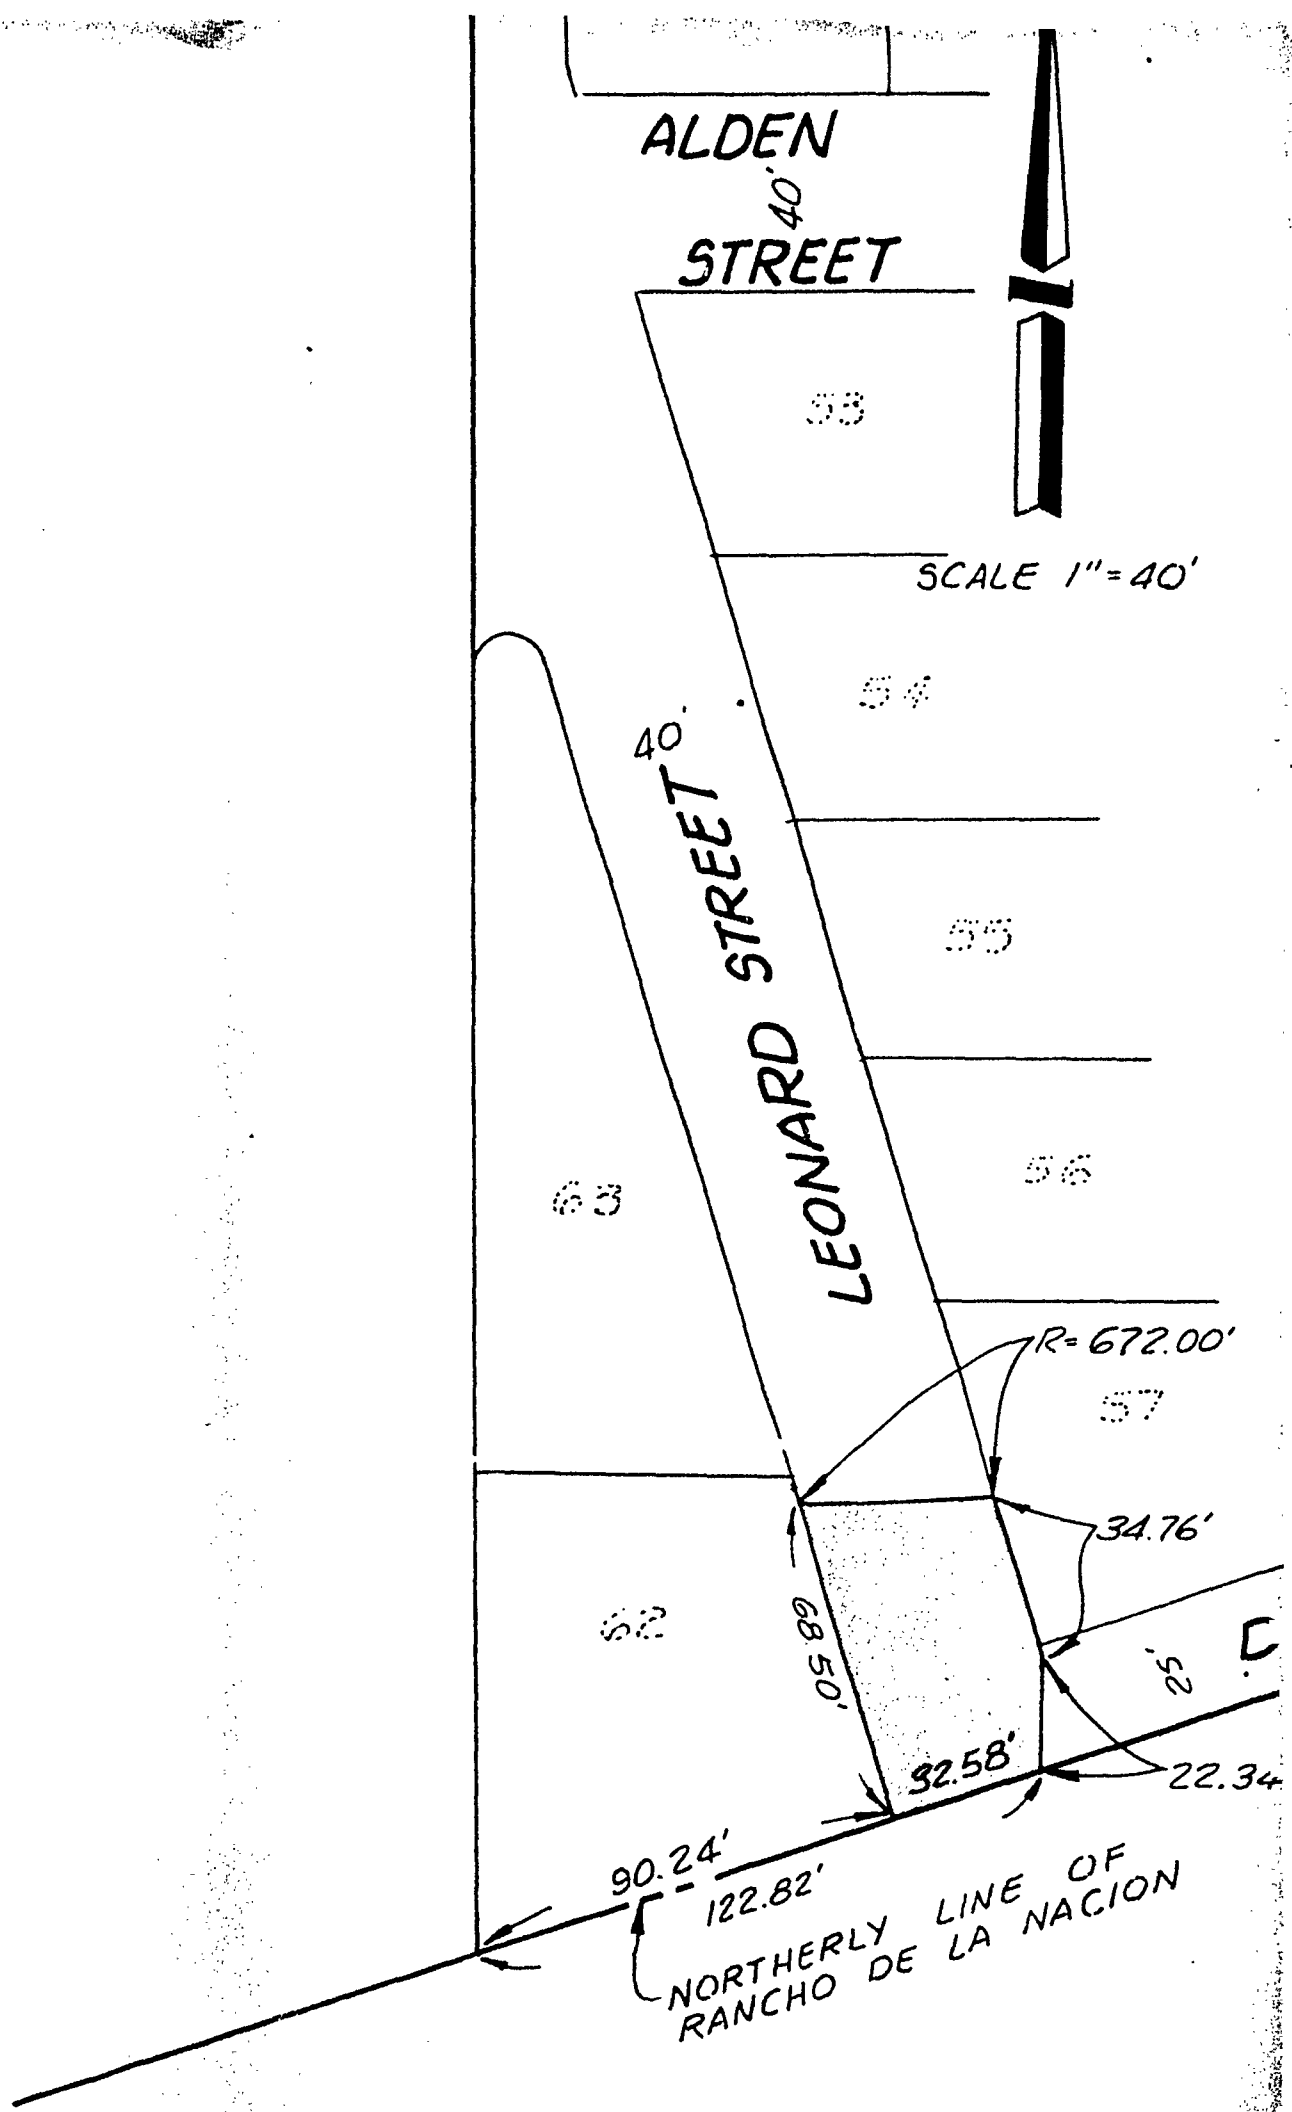 ALDEN
40'
STREET
53
SCALE 1"=40'
54
40'
LEONARD STREET
55
56
63
R=672.00'
57
34.76'
62
68.50'
25'
32.58'
22.34
90.24'
122.82'
NORTHERLY LINE OF
RANCHO DE LA NACION